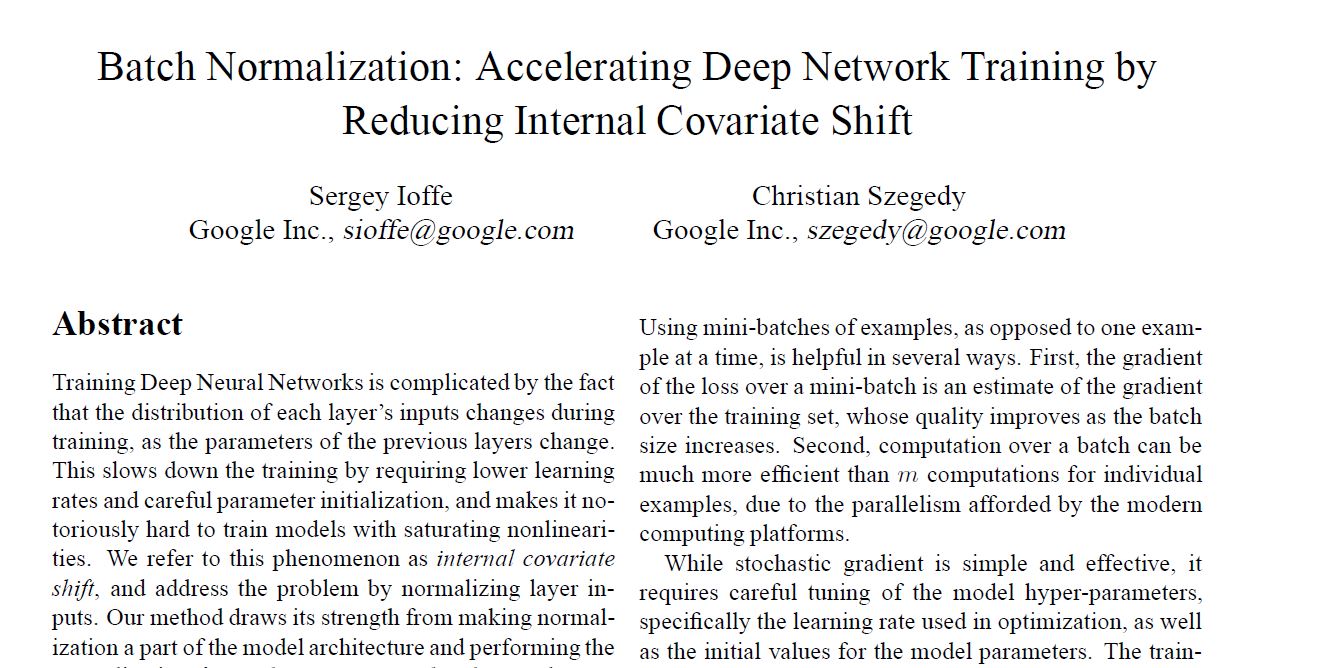 Batch Normalization: Accelerating Deep Network Training by
Reducing Internal Covariate Shift
Sergey Ioffe
Google Inc., sioffe@google.com
Christian Szegedy
Google Inc., szegedy@google.com
Abstract
Training Deep Neural Networks is complicated by the fact
that the distribution of each layer's inputs changes during
training, as the parameters of the previous layers change.
This slows down the training by requiring lower learning
rates and careful parameter initialization, and makes it no-
toriously hard to train models with saturating nonlineari-
ties. We refer to this phenomenon as internal covariate
shift, and address the problem by normalizing layer in-
puts. Our method draws its strength from making normal-
ization a part of the model architecture and performing the
Using mini-batches of examples, as opposed to one exam-
ple at a time, is helpful in several ways. First, the gradient
of the loss over a mini-batch is an estimate of the gradient
over the training set, whose quality improves as the batch
size increases. Second, computation over a batch can be
much more efficient than m computations for individual
examples, due to the parallelism afforded by the modern
computing platforms.
While stochastic gradient is simple and effective, it
requires careful tuning of the model hyper-parameters,
specifically the learning rate used in optimization, as well
as the initial values for the model parameters. The train-